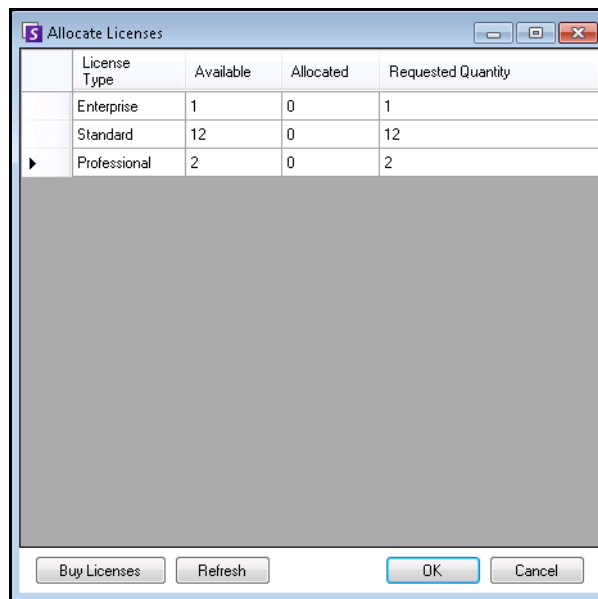 Allocate Licenses
License Type Available Allocated Requested Quantity
Enterprise 1 0 1
Standard 12 0 12
Professional 2 0 2
Buy Licenses Refresh OK Cancel